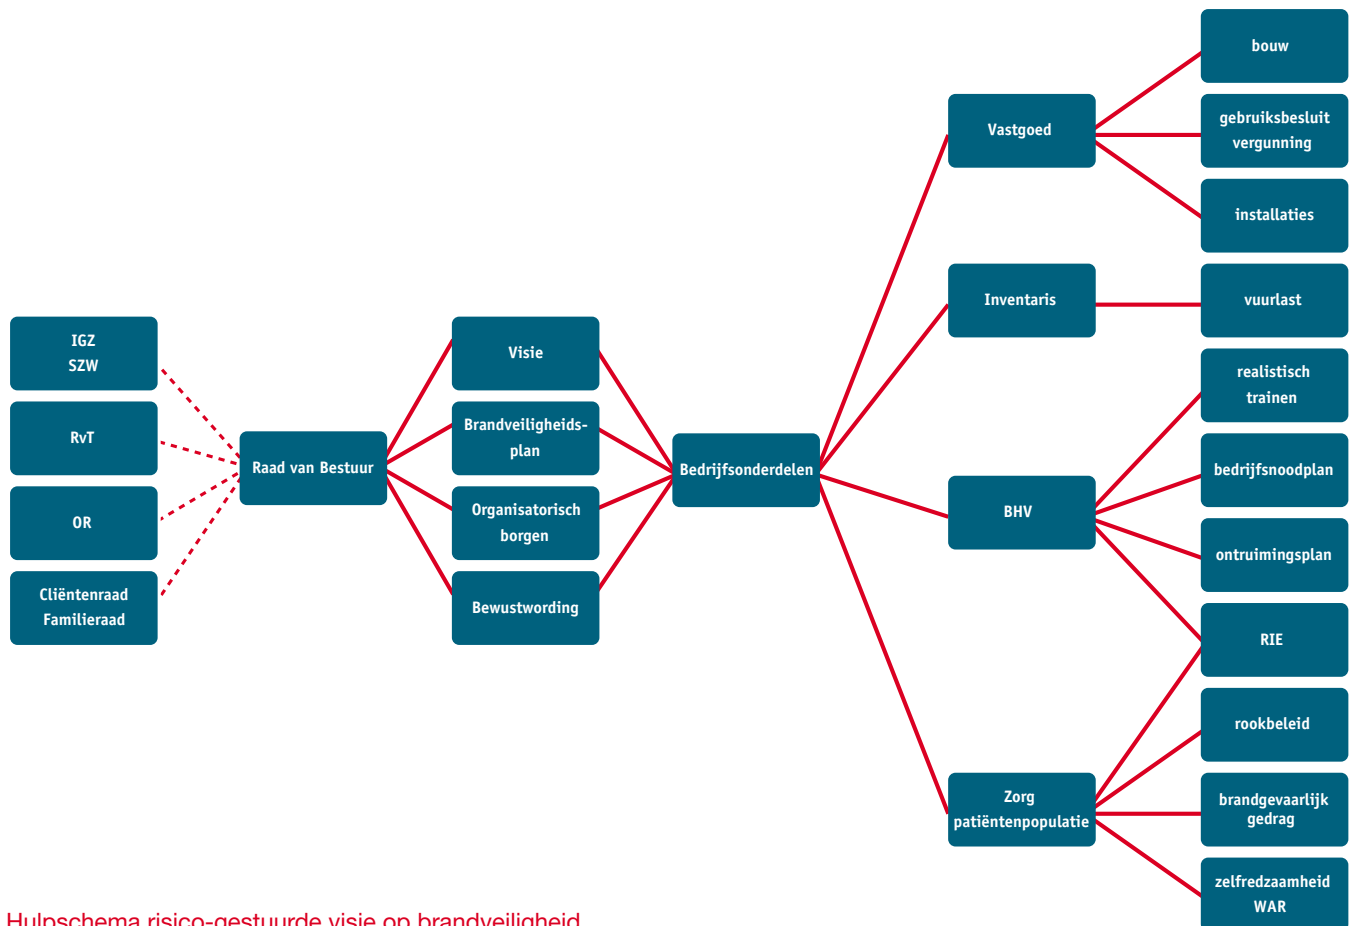 IGZ
SZW
RvT
OR
Cliëntenraad
Familieraad
Raad van Bestuur
Visie
Brandveiligheids-
plan
Organisatorisch
borgen
Bewustwording
Bedrijfsonderdelen
Vastgoed
Inventaris
BHV
Zorg
patiëntenpopulatie
bouw
gebruiksbesluit
vergunning
installaties
vuurlast
realistisch
trainen
bedrijfsnoodplan
ontruimingsplan
RIE
rookbeleid
brandgevaarlijk
gedrag
zelfredzaamheid
WAR
Hulpschema risico-gestuurde visie op brandveiligheid